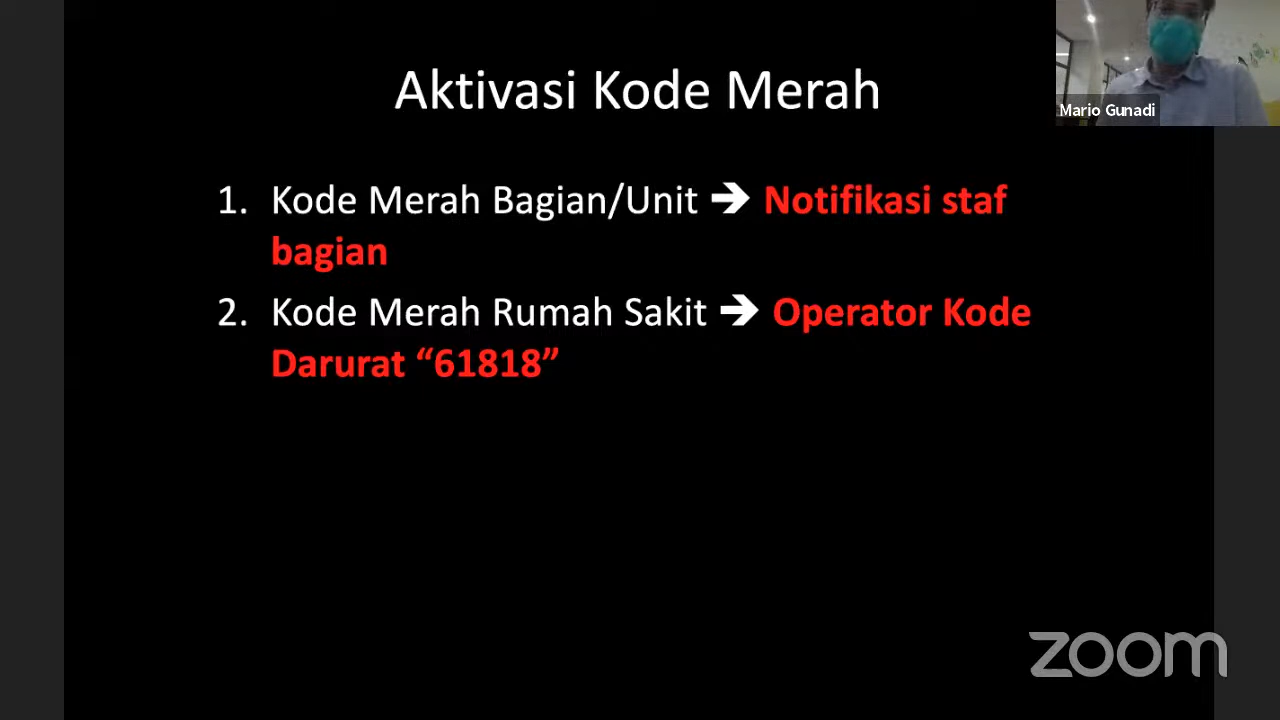 Aktivasi Kode Merah
Mario Gunadi
1. Kode Merah Bagian/Unit ➔ Notifikasi staf
bagian
2. Kode Merah Rumah Sakit ➔ Operator Kode
Darurat “61818”
zoom